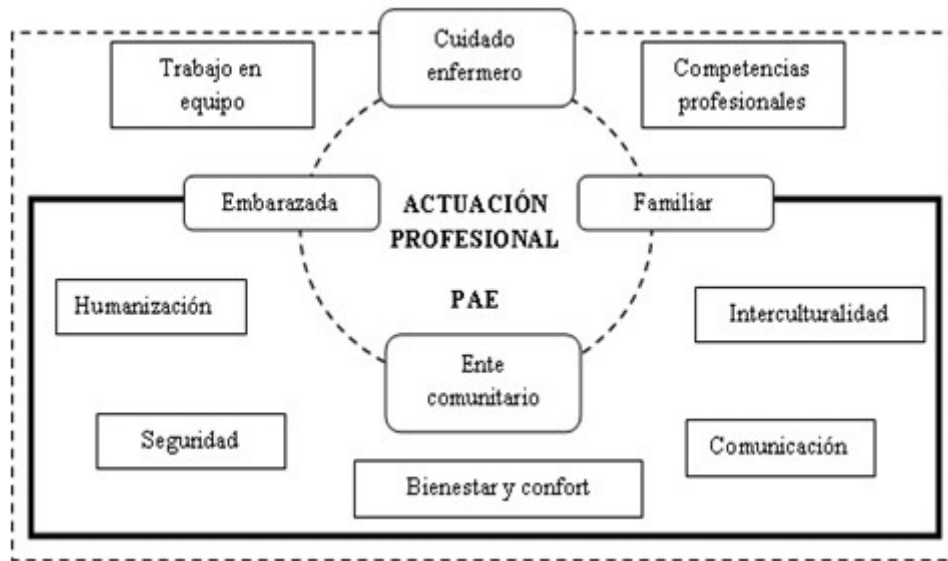 Cuidado
enfermero
Trabajo en
equipo
Competencias
profesionales
Embarazada
ACTUACIÓN
PROFESIONAL
Familiar
PAE
Humanización
Interculturalidad
Ente
comunitario
Seguridad
Comunicación
Bienestar y confort